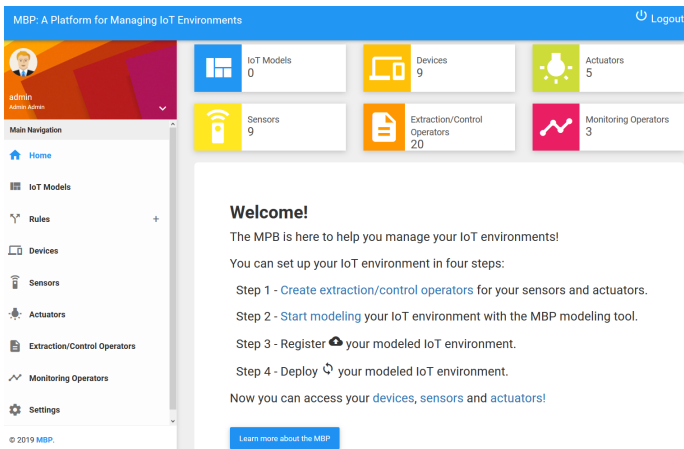 MBP: A Platform for Managing IoT Environments
Logout
admin
Admin Admin
Main Navigation
Home
IoT Models
Rules
+
Devices
Sensors
Actuators
Extraction/Control Operators
Monitoring Operators
Settings
© 2019 MBP.
IoT Models
0
Devices
9
Actuators
5
Sensors
9
Extraction/Control
Operators
20
Monitoring Operators
3
Welcome!
The MPB is here to help you manage your IoT environments!
You can set up your IoT environment in four steps:
Step 1 - Create extraction/control operators for your sensors and actuators.
Step 2 - Start modeling your IoT environment with the MBP modeling tool.
Step 3 - Register your modeled IoT environment.
Step 4 - Deploy your modeled IoT environment.
Now you can access your devices, sensors and actuators!
Learn more about the MBP